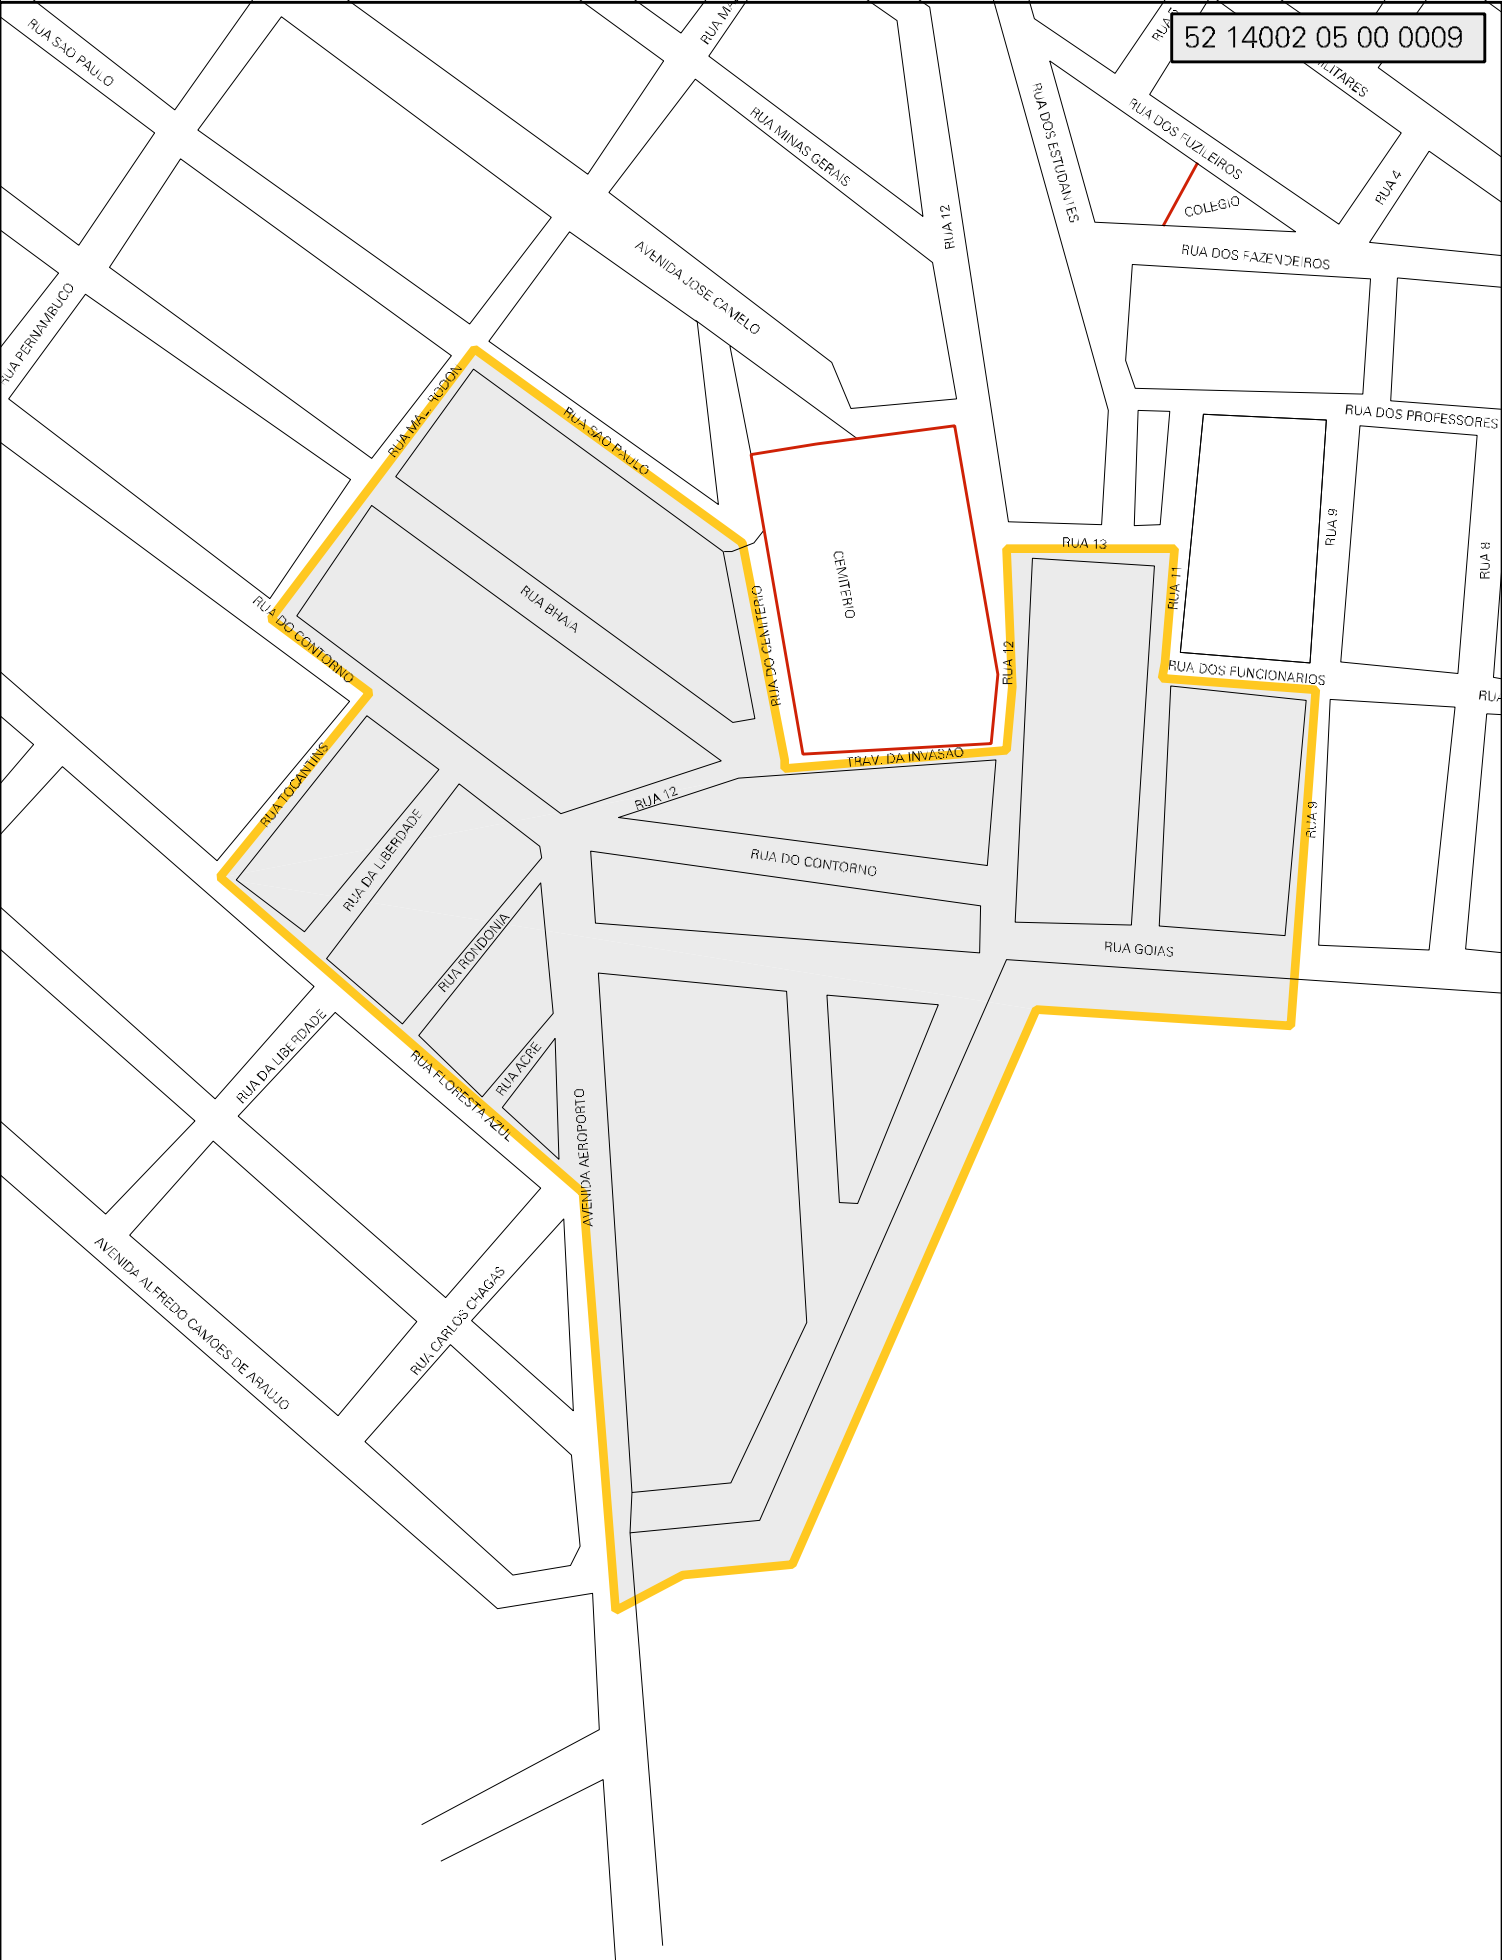 52 14002 05 00 0009
RUA SAO PAULO
RUA MINAS GERAIS
RUA DOS ESTUDANTES
RUA DOS FUZILEIROS
RUA 4
COLEGIO
RUA 12
RUA DOS FAZENDEIROS
AVENIDA JOSE CAMELO
RUA PERNAMBUCO
RUA MAL RODON
RUA SAO PAULO
RUA DOS PROFESSORES
RUA 9
RUA 8
RUA 13
RUA 11
CEMITERIO
RUA BHAIA
RUA DO CEMITERIO
RUA DO CONTORNO
RUA 12
RUA DOS FUNCIONARIOS
RUA
TRAV. DA INVASAO
RUA TOCANTINS
RUA 12
RUA 9
RUA DA LIBERDADE
RUA DO CONTORNO
RUA RONDONIA
RUA GOIAS
RUA DA LIBERDADE
RUA ACRE
RUA FLORESTA AZUL
AVENIDA AEROPORTO
AVENIDA ALFREDO CAMOES DE ARAUJO
RUA CARLOS CHAGAS